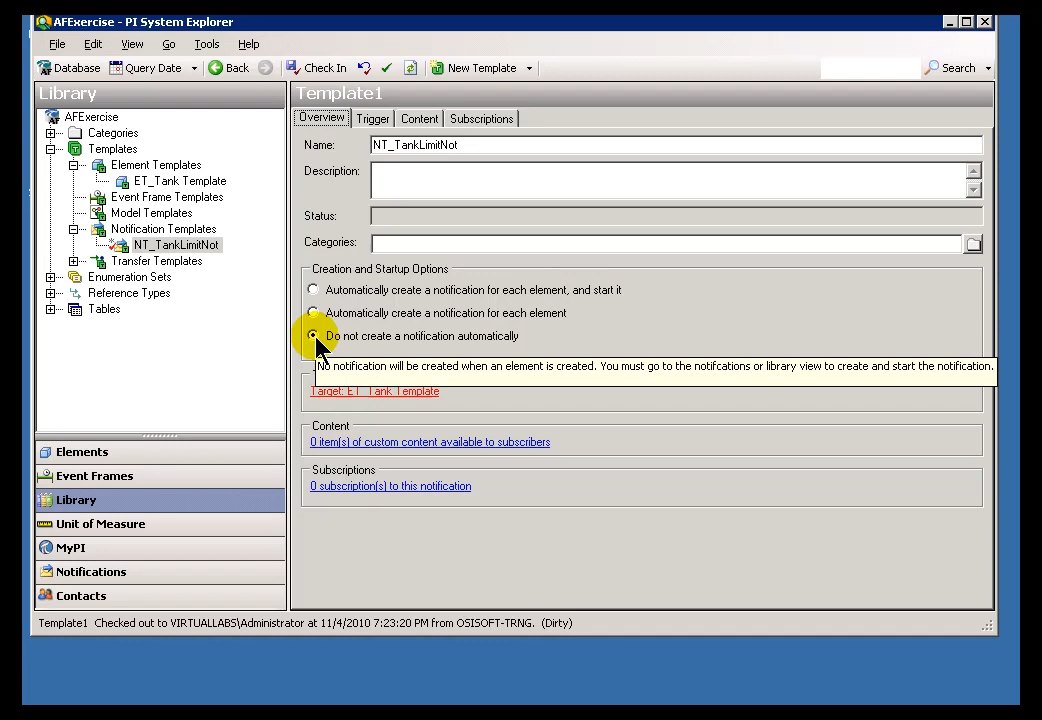 AFExercise - PI System Explorer
File Edit View Go Tools Help
Database Query Date Back Check In New Template Search
Library
AFExercise
Categories
Templates
Element Templates
ET_Tank Template
Event Frame Templates
Model Templates
Notification Templates
NT_TankLimitNot
Transfer Templates
Enumeration Sets
Reference Types
Tables
Elements
Event Frames
Library
Unit of Measure
MyPI
Notifications
Contacts
Template1
Overview Trigger Content Subscriptions
Name: NT_TankLimitNot
Description:
Status:
Categories:
Creation and Startup Options
Automatically create a notification for each element, and start it
Automatically create a notification for each element
Do not create a notification automatically
No notification will be created when an element is created. You must go to the notifcations or library view to create and start the notification.
Target: ET_Tank Template
Content
0 item(s) of custom content available to subscribers
Subscriptions
0 subscription(s) to this notification
Template1 Checked out to VIRTUALLABS\Administrator at 11/4/2010 7:23:20 PM from OSISOFT-TRNG. (Dirty)